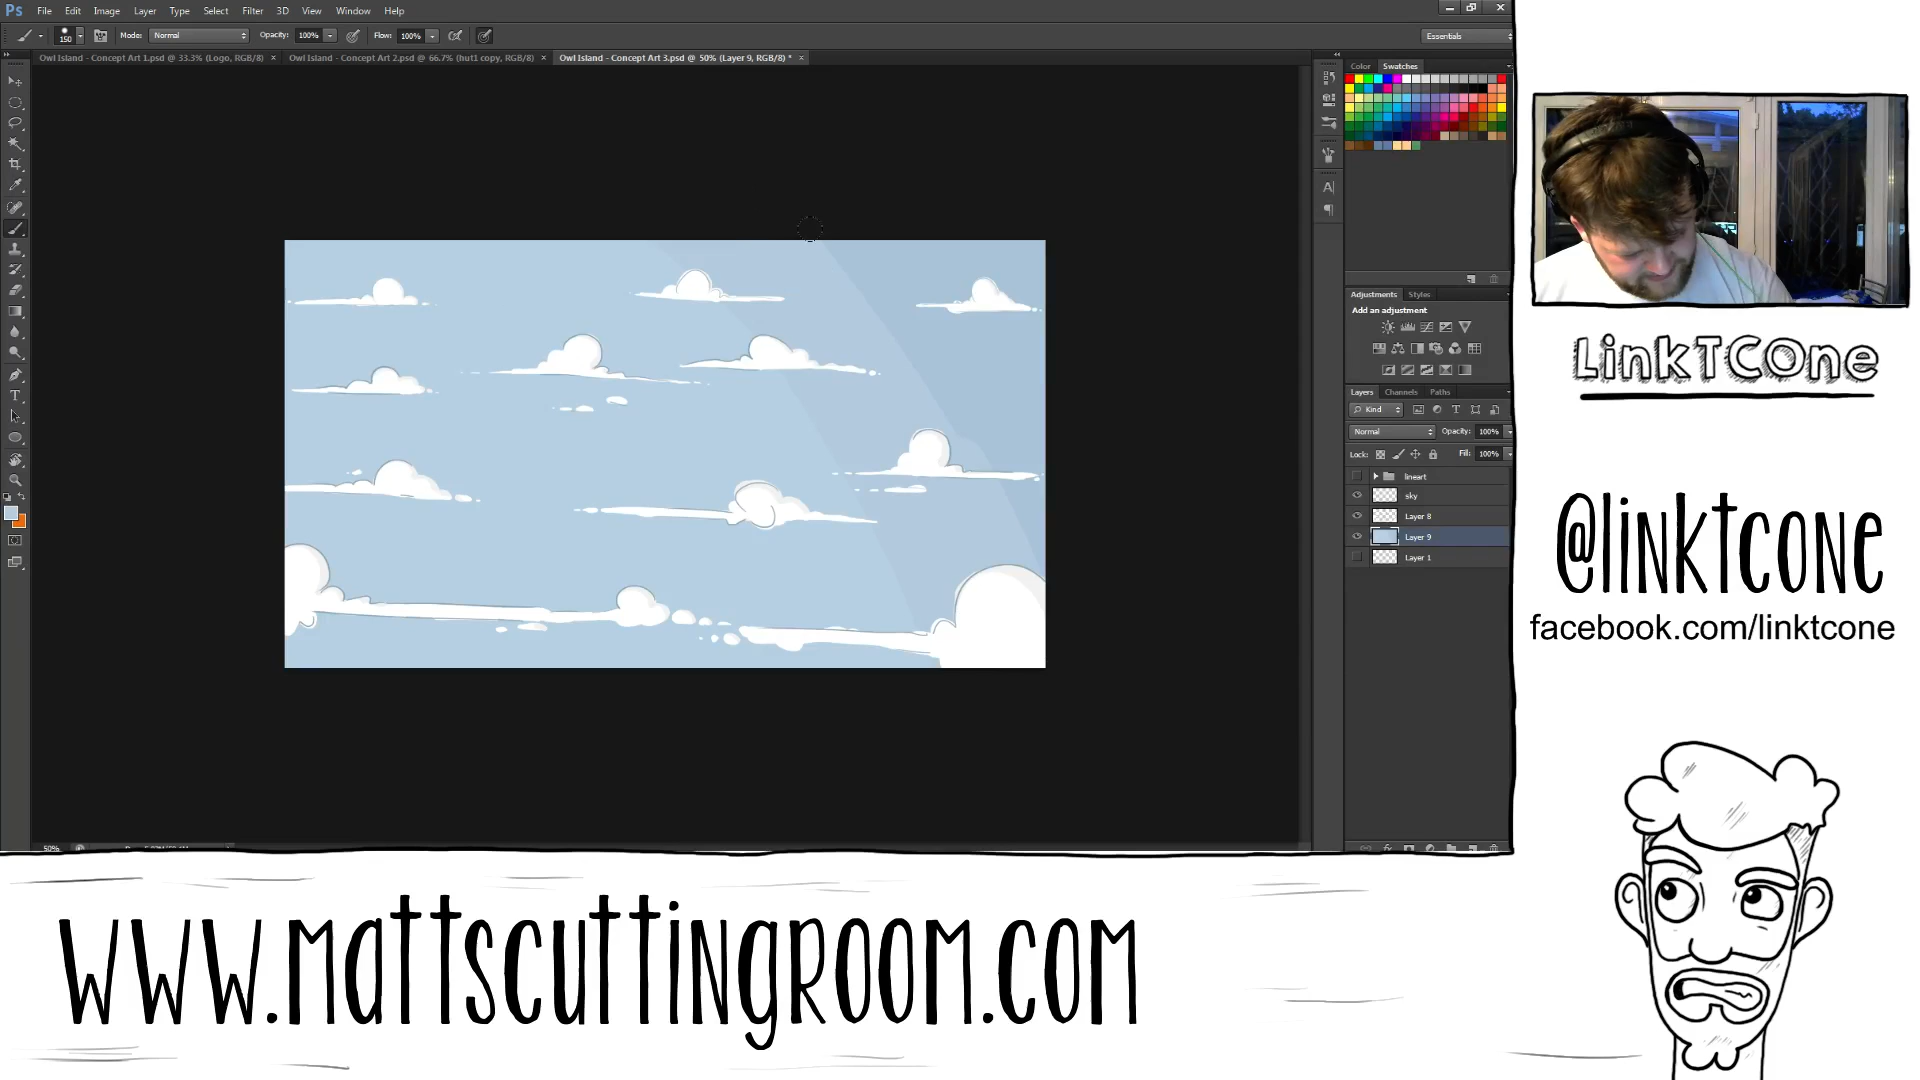 Ps File Edit Image Layer Type Select Filter 3D View Window Help
150 Mode: Normal Opacity: 100% Flow: 100% Essentials
Owl Island - Concept Art 1.psd @ 33.3% (Logo, RGB/8) × Owl Island - Concept Art 2.psd @ 66.7% (hut1 copy, RGB/8) × Owl Island - Concept Art 3.psd @ 50% (Layer 9, RGB/8) * ×
Color Swatches
Adjustments Styles
Add an adjustment
Layers Channels Paths
Kind
Normal Opacity: 100%
Lock: Fill: 100%
lineart
sky
Layer 8
Layer 9
Layer 1
50%
LinkTCOne
@linktcone
facebook.com/linktcone
www.mattscuttingroom.com